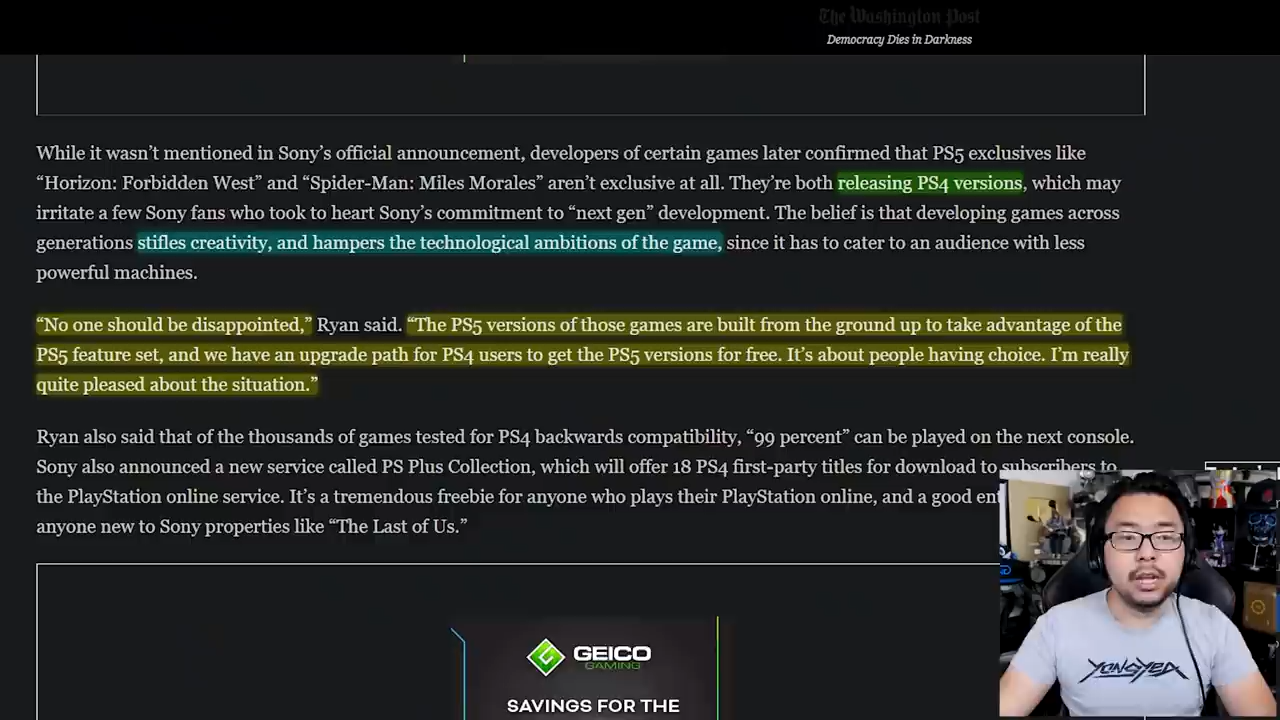 The Washington Post
Democracy Dies in Darkness
While it wasn’t mentioned in Sony’s official announcement, developers of certain games later confirmed that PS5 exclusives like
“Horizon: Forbidden West” and “Spider-Man: Miles Morales” aren’t exclusive at all. They’re both releasing PS4 versions, which may
irritate a few Sony fans who took to heart Sony’s commitment to “next gen” development. The belief is that developing games across
generations stifles creativity, and hampers the technological ambitions of the game, since it has to cater to an audience with less
powerful machines.
“No one should be disappointed,” Ryan said. “The PS5 versions of those games are built from the ground up to take advantage of the
PS5 feature set, and we have an upgrade path for PS4 users to get the PS5 versions for free. It’s about people having choice. I’m really
quite pleased about the situation.”
Ryan also said that of the thousands of games tested for PS4 backwards compatibility, “99 percent” can be played on the next console.
Sony also announced a new service called PS Plus Collection, which will offer 18 PS4 first-party titles for download to subscribers to
the PlayStation online service. It’s a tremendous freebie for anyone who plays their PlayStation online, and a good
anyone new to Sony properties like “The Last of Us.”
GEICO
GAMING
SAVINGS FOR THE
YONGYEA